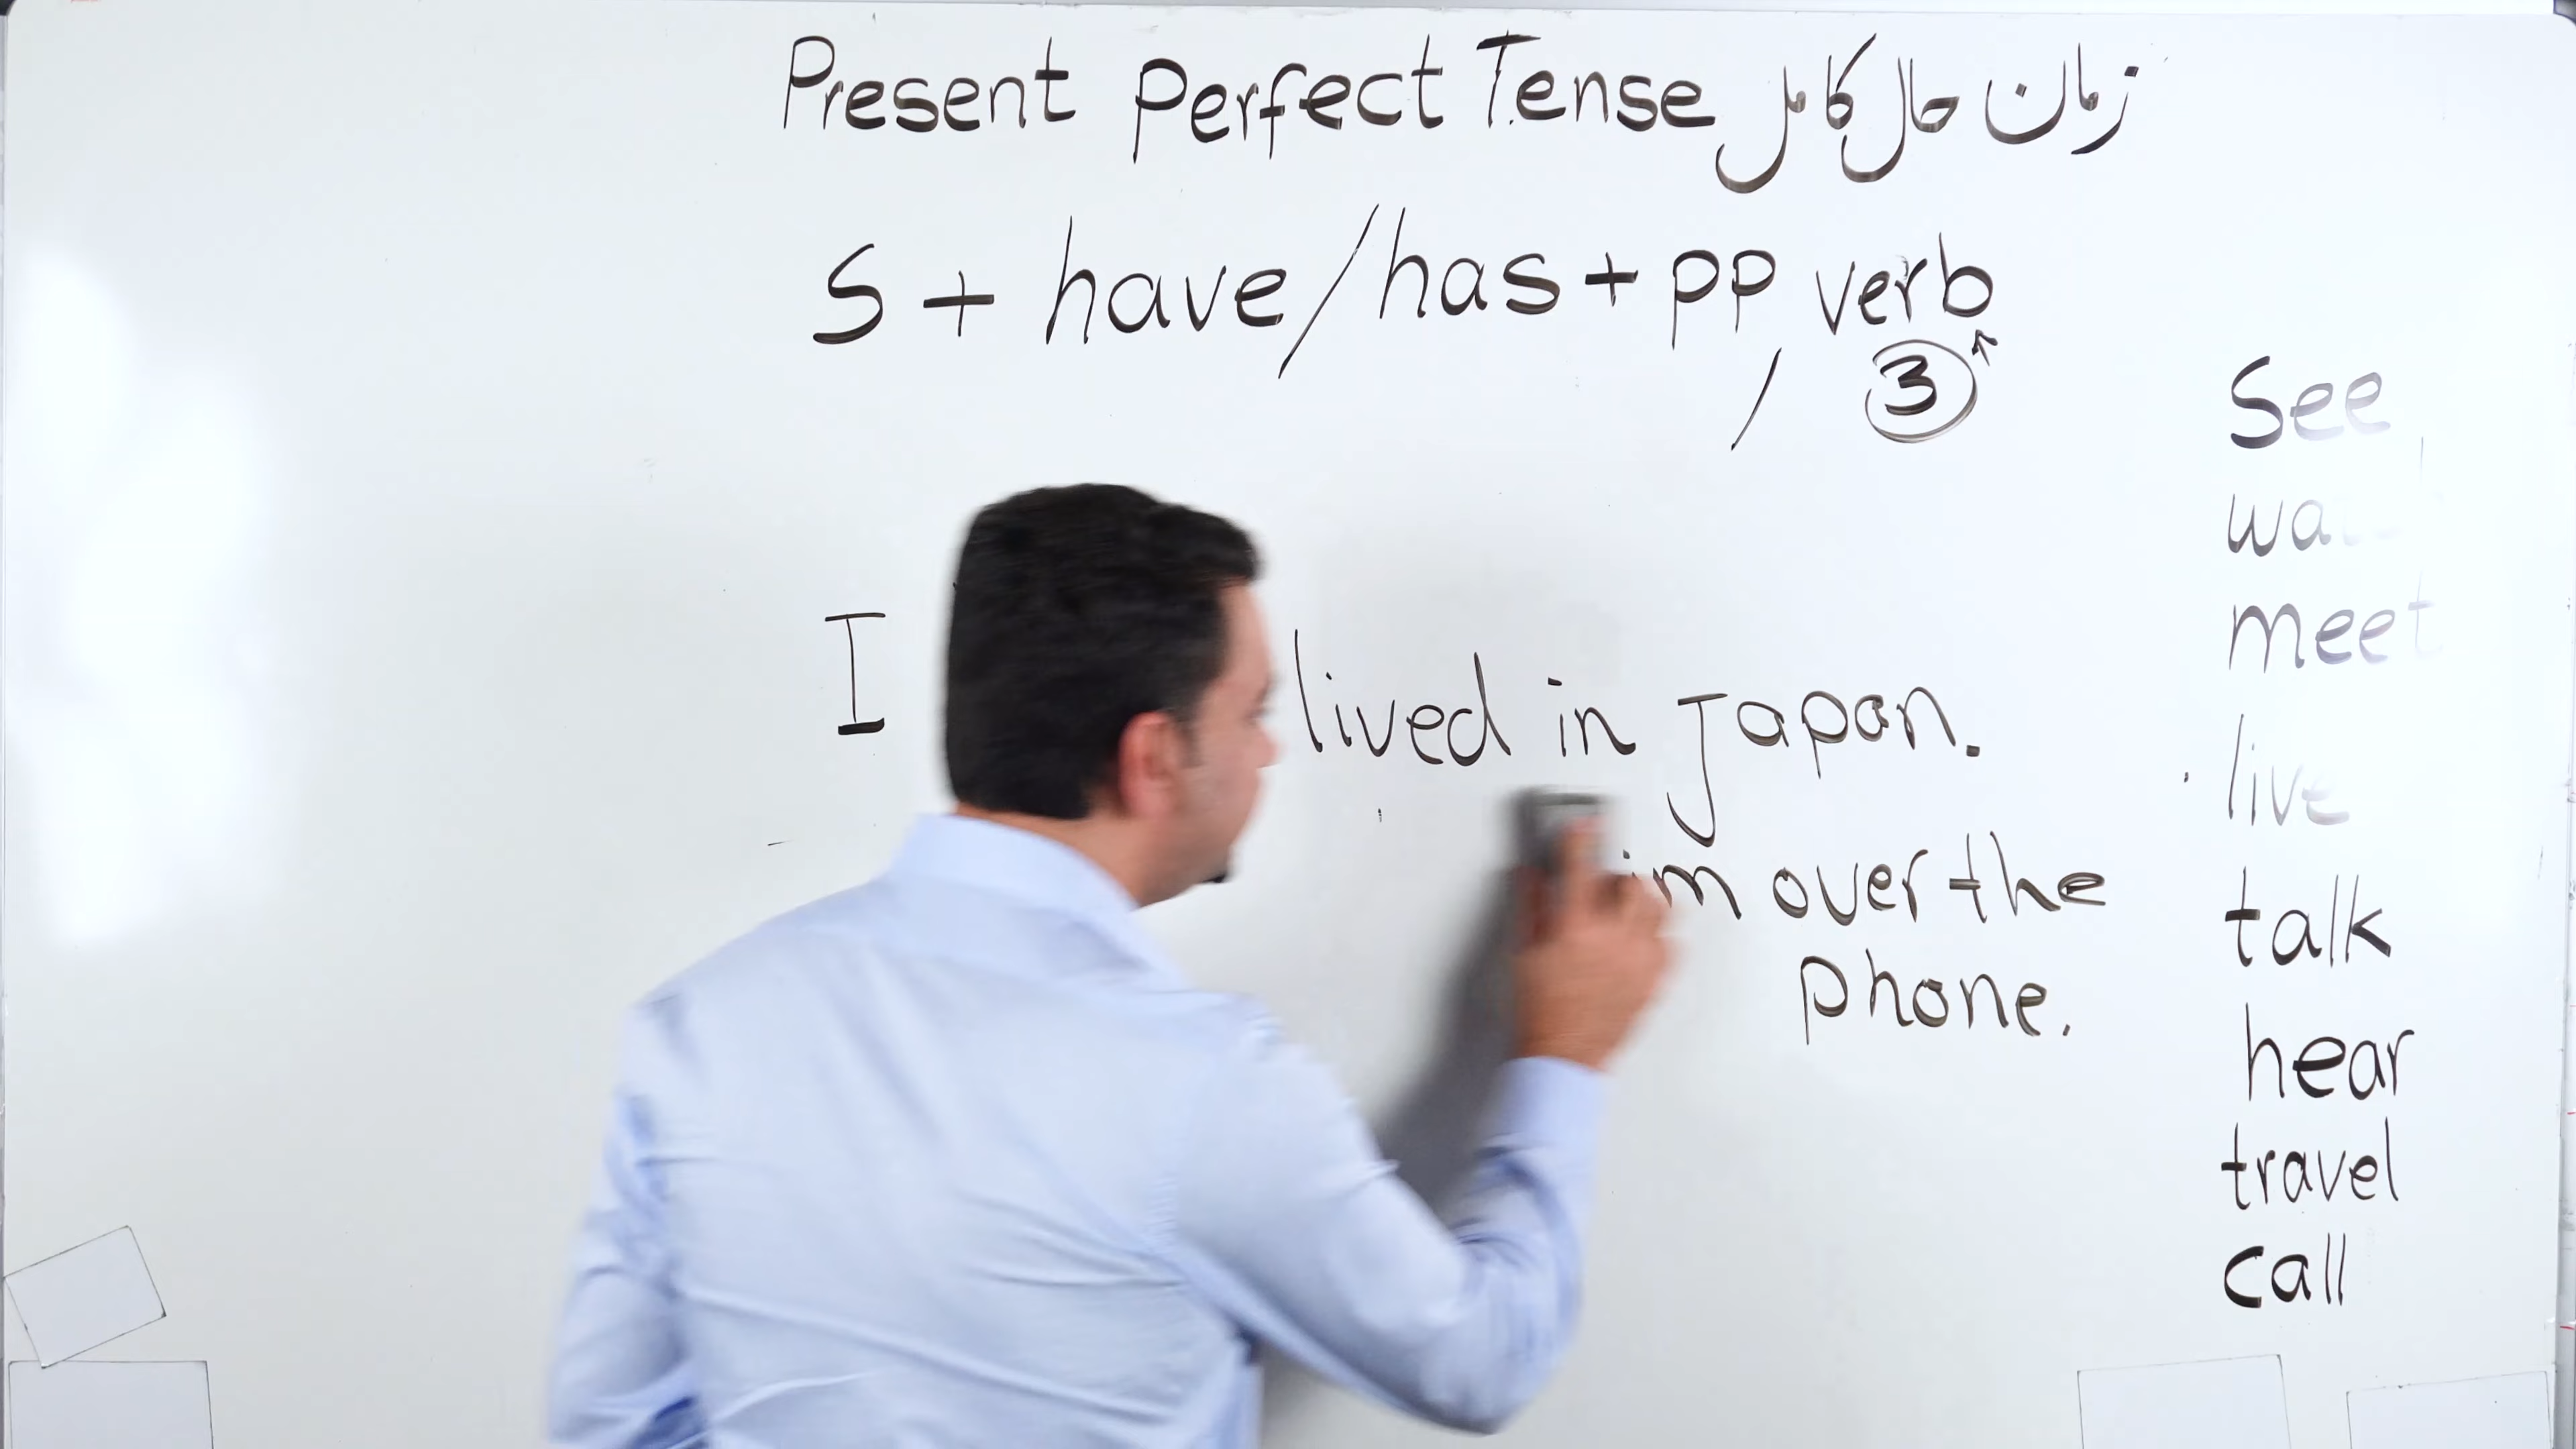 Present Perfect Tense زمان حال کامل
S + have/has + pp verb
/ ③
I lived in Japan.
over the
phone.
See
meet
live
talk
hear
travel
call